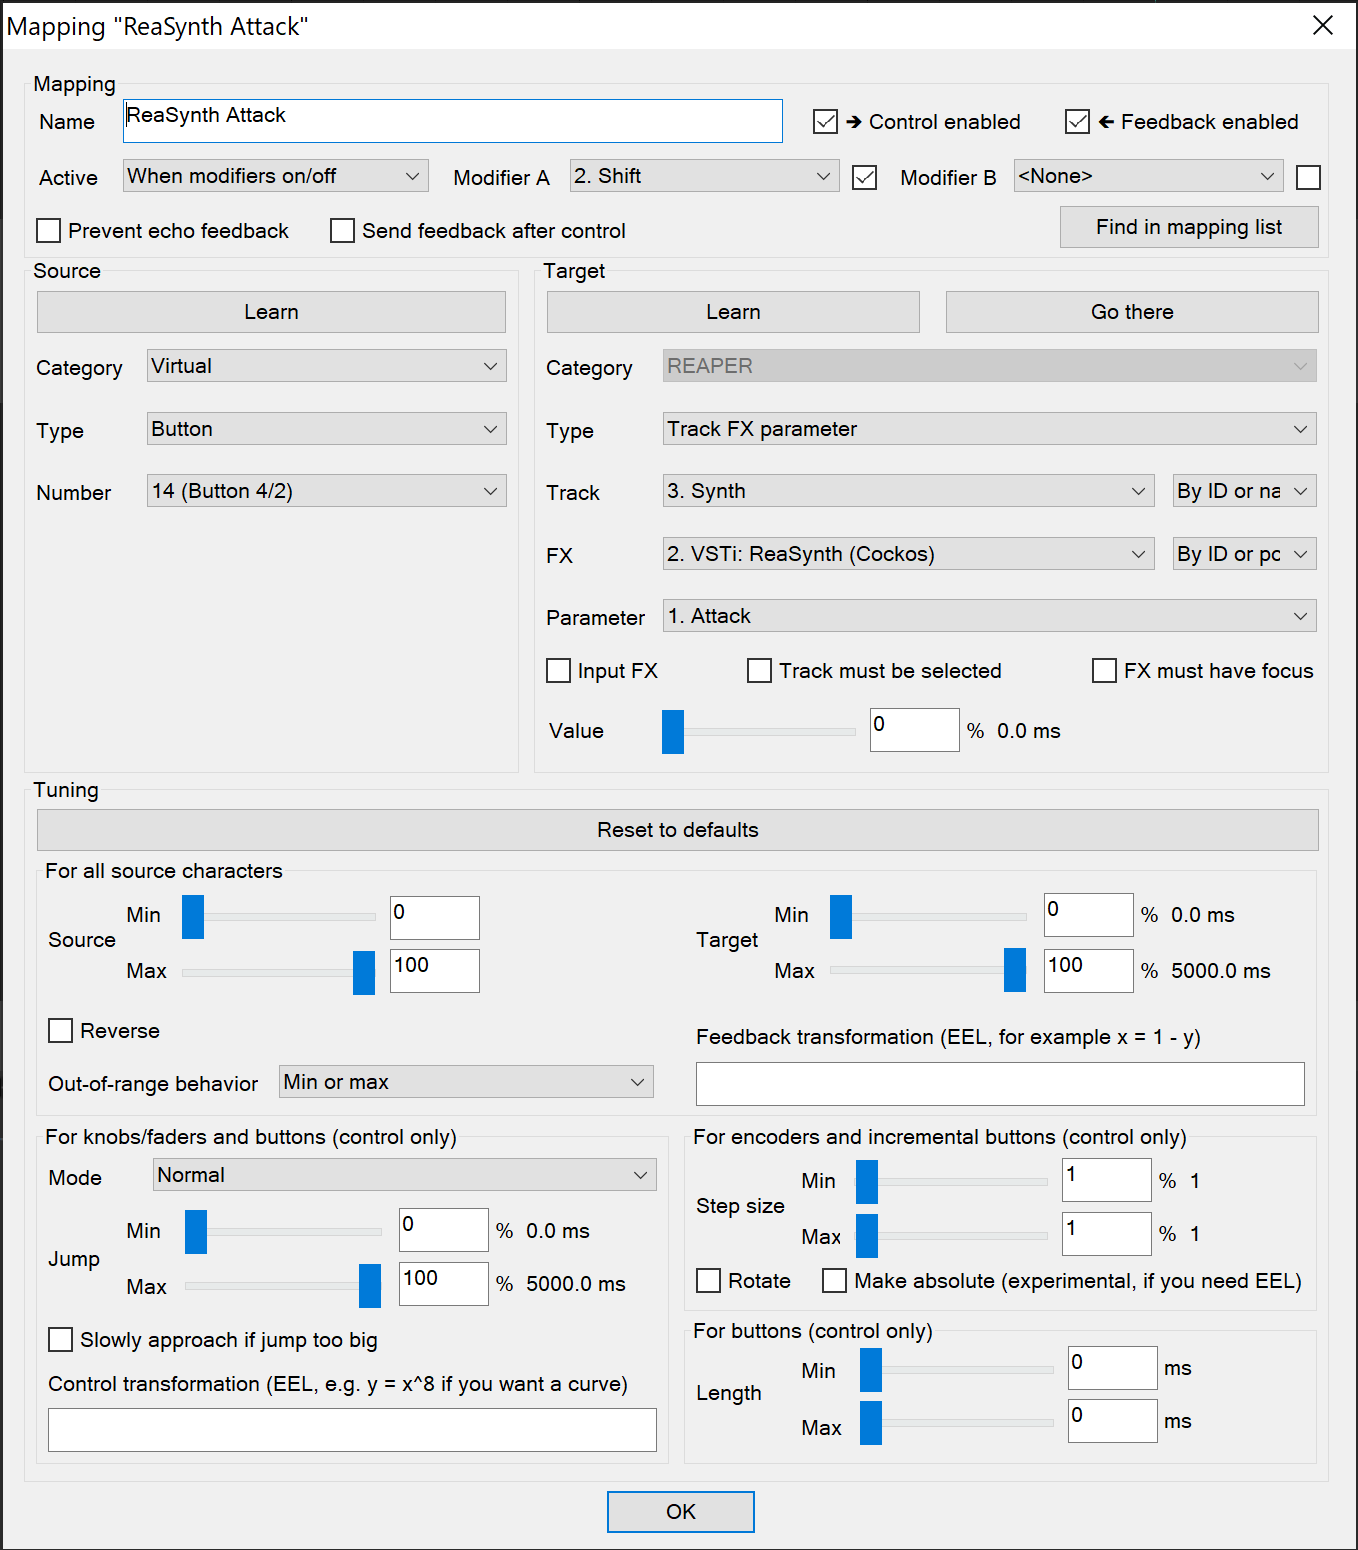 Mapping "ReaSynth Attack"
Mapping
Name ReaSynth Attack ➔ Control enabled 🡰 Feedback enabled
Active When modifiers on/off Modifier A 2. Shift Modifier B <None>
Prevent echo feedback Send feedback after control Find in mapping list
Source
Learn
Category Virtual
Type Button
Number 14 (Button 4/2)
Target
Learn Go there
Category REAPER
Type Track FX parameter
Track 3. Synth By ID or na
FX 2. VSTi: ReaSynth (Cockos) By ID or pc
Parameter 1. Attack
Input FX Track must be selected FX must have focus
Value 0 % 0.0 ms
Tuning
Reset to defaults
For all source characters
Source
Min 0
Max 100
Target
Min 0 % 0.0 ms
Max 100 % 5000.0 ms
Reverse
Out-of-range behavior Min or max
Feedback transformation (EEL, for example x = 1 - y)
For knobs/faders and buttons (control only)
Mode Normal
Jump
Min 0 % 0.0 ms
Max 100 % 5000.0 ms
Slowly approach if jump too big
Control transformation (EEL, e.g. y = x^8 if you want a curve)
For encoders and incremental buttons (control only)
Step size
Min 1 % 1
Max 1 % 1
Rotate Make absolute (experimental, if you need EEL)
For buttons (control only)
Length
Min 0 ms
Max 0 ms
OK